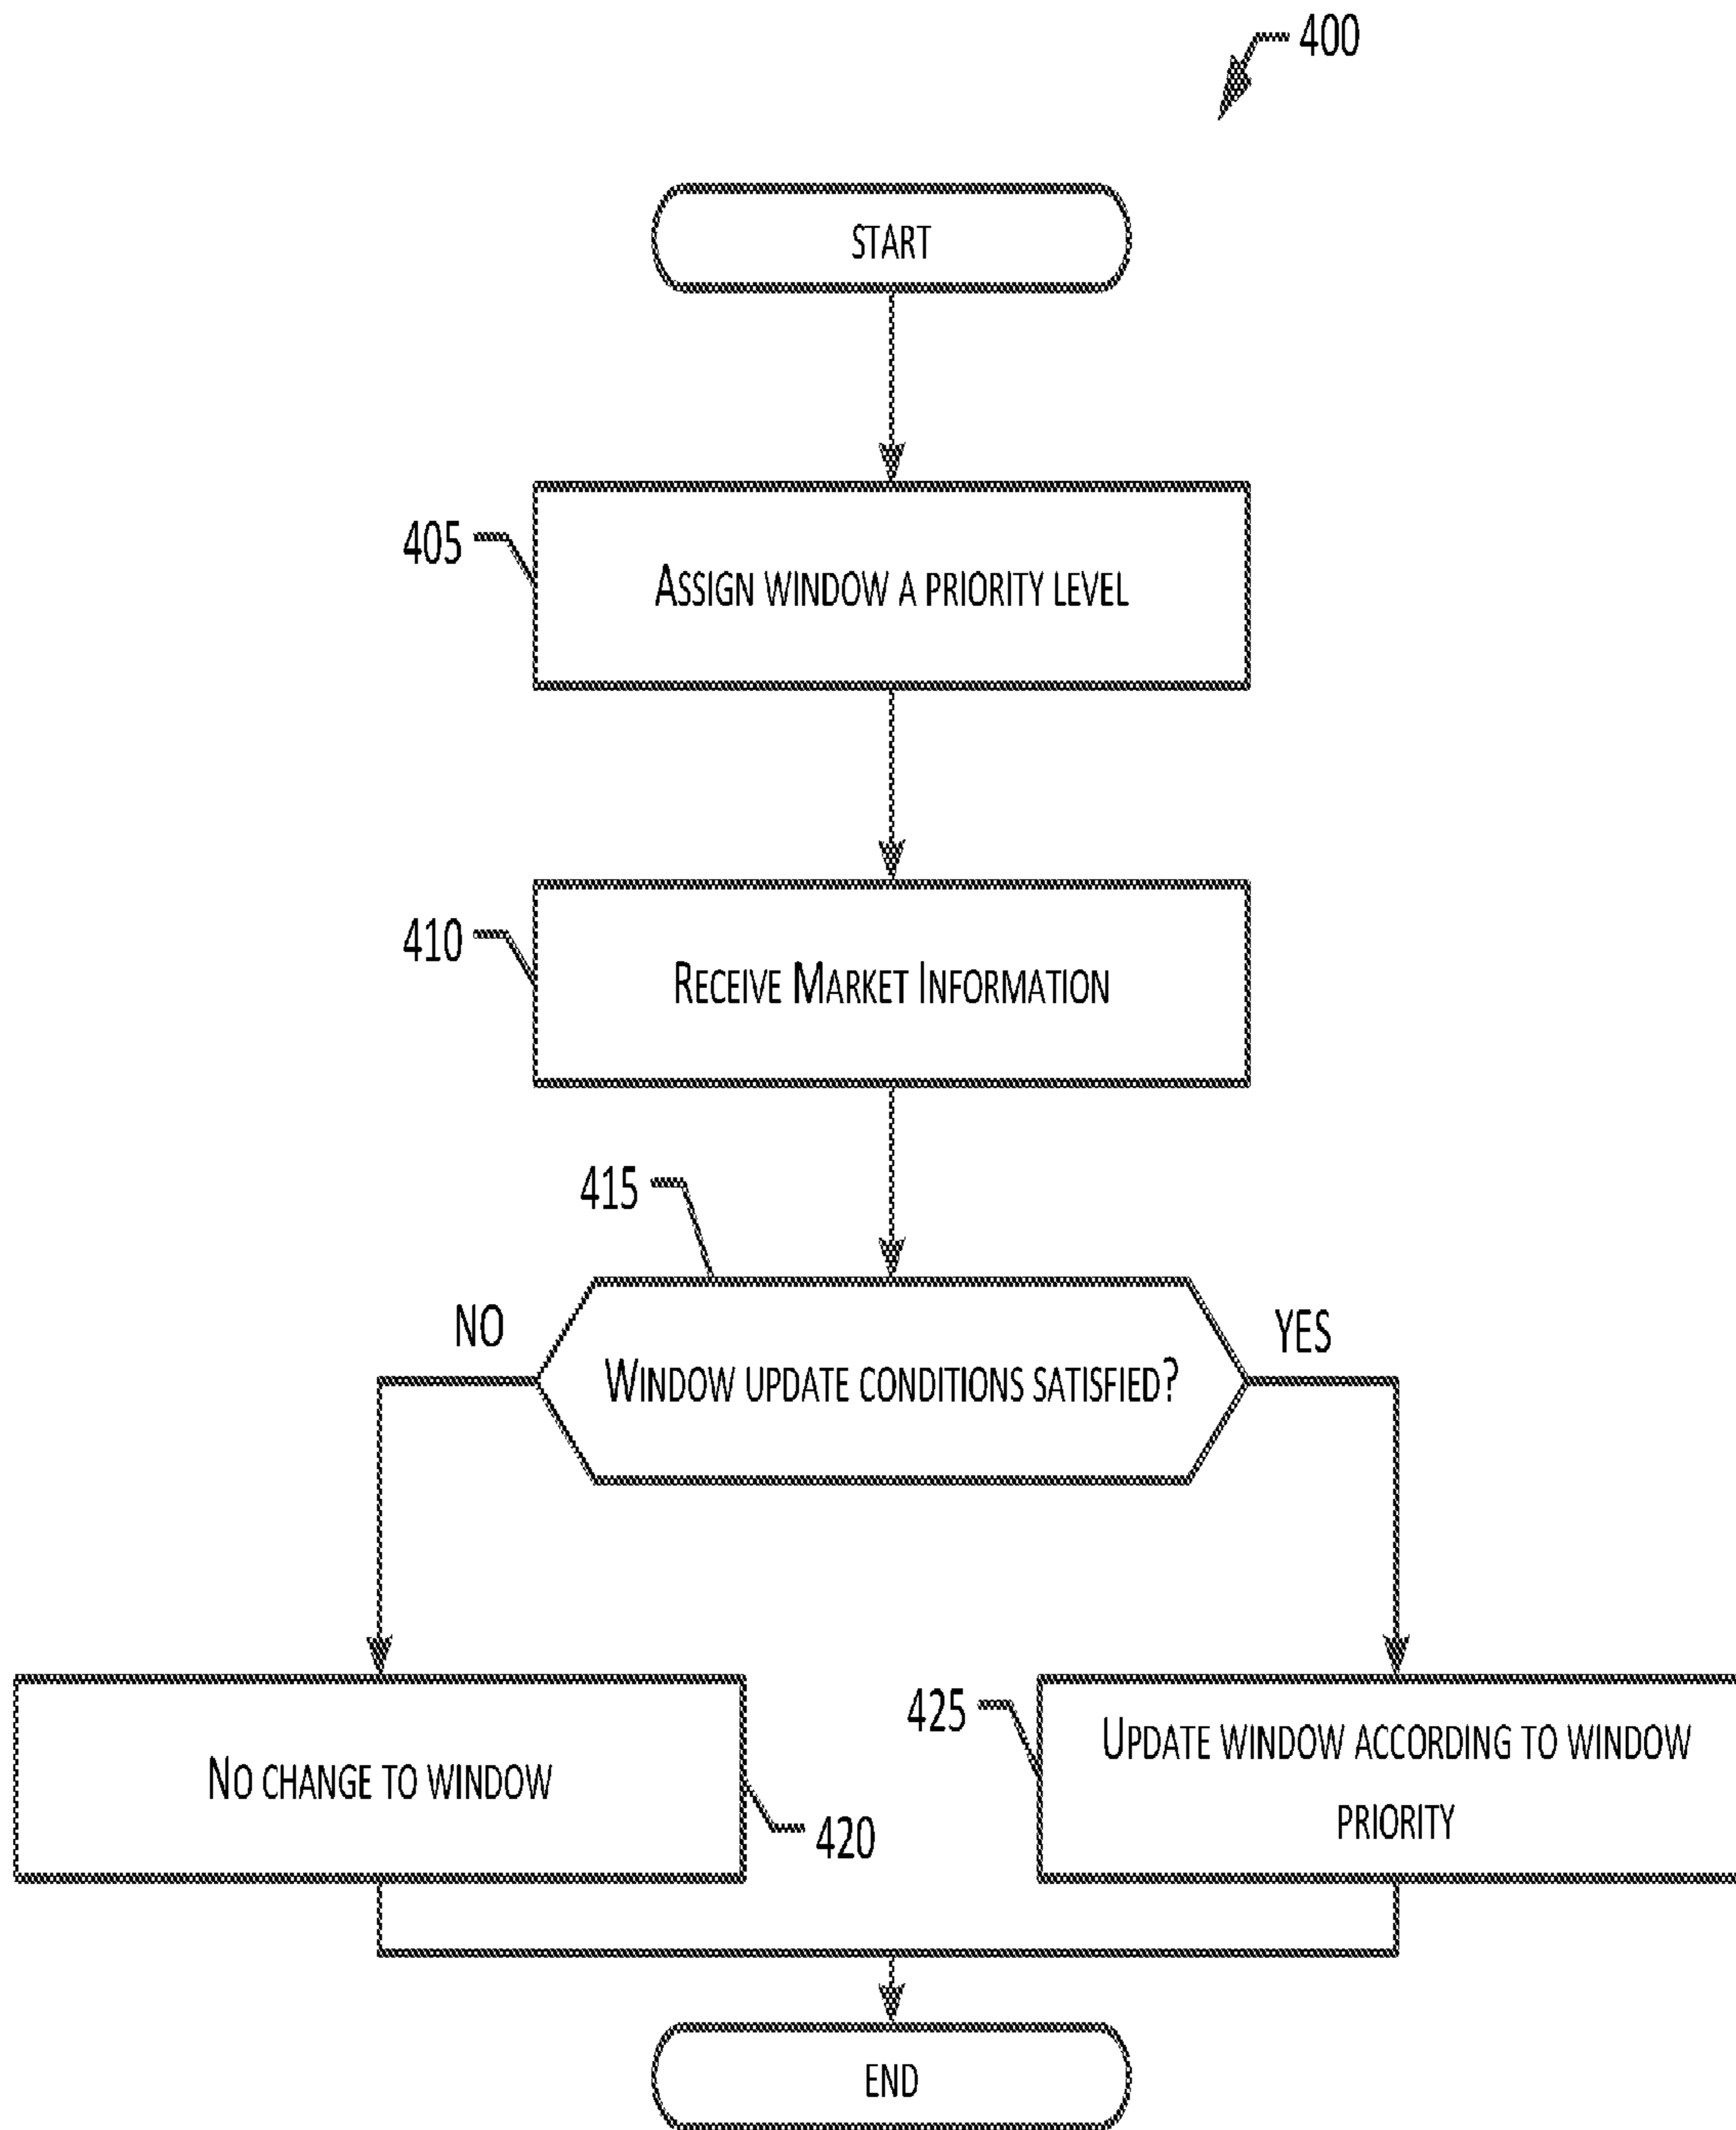 400
START
405
ASSIGN WINDOW A PRIORITY LEVEL
410
RECEIVE MARKET INFORMATION
415
NO
YES
WINDOW UPDATE CONDITIONS SATISFIED?
425
UPDATE WINDOW ACCORDING TO WINDOW
PRIORITY
NO CHANGE TO WINDOW
420
END